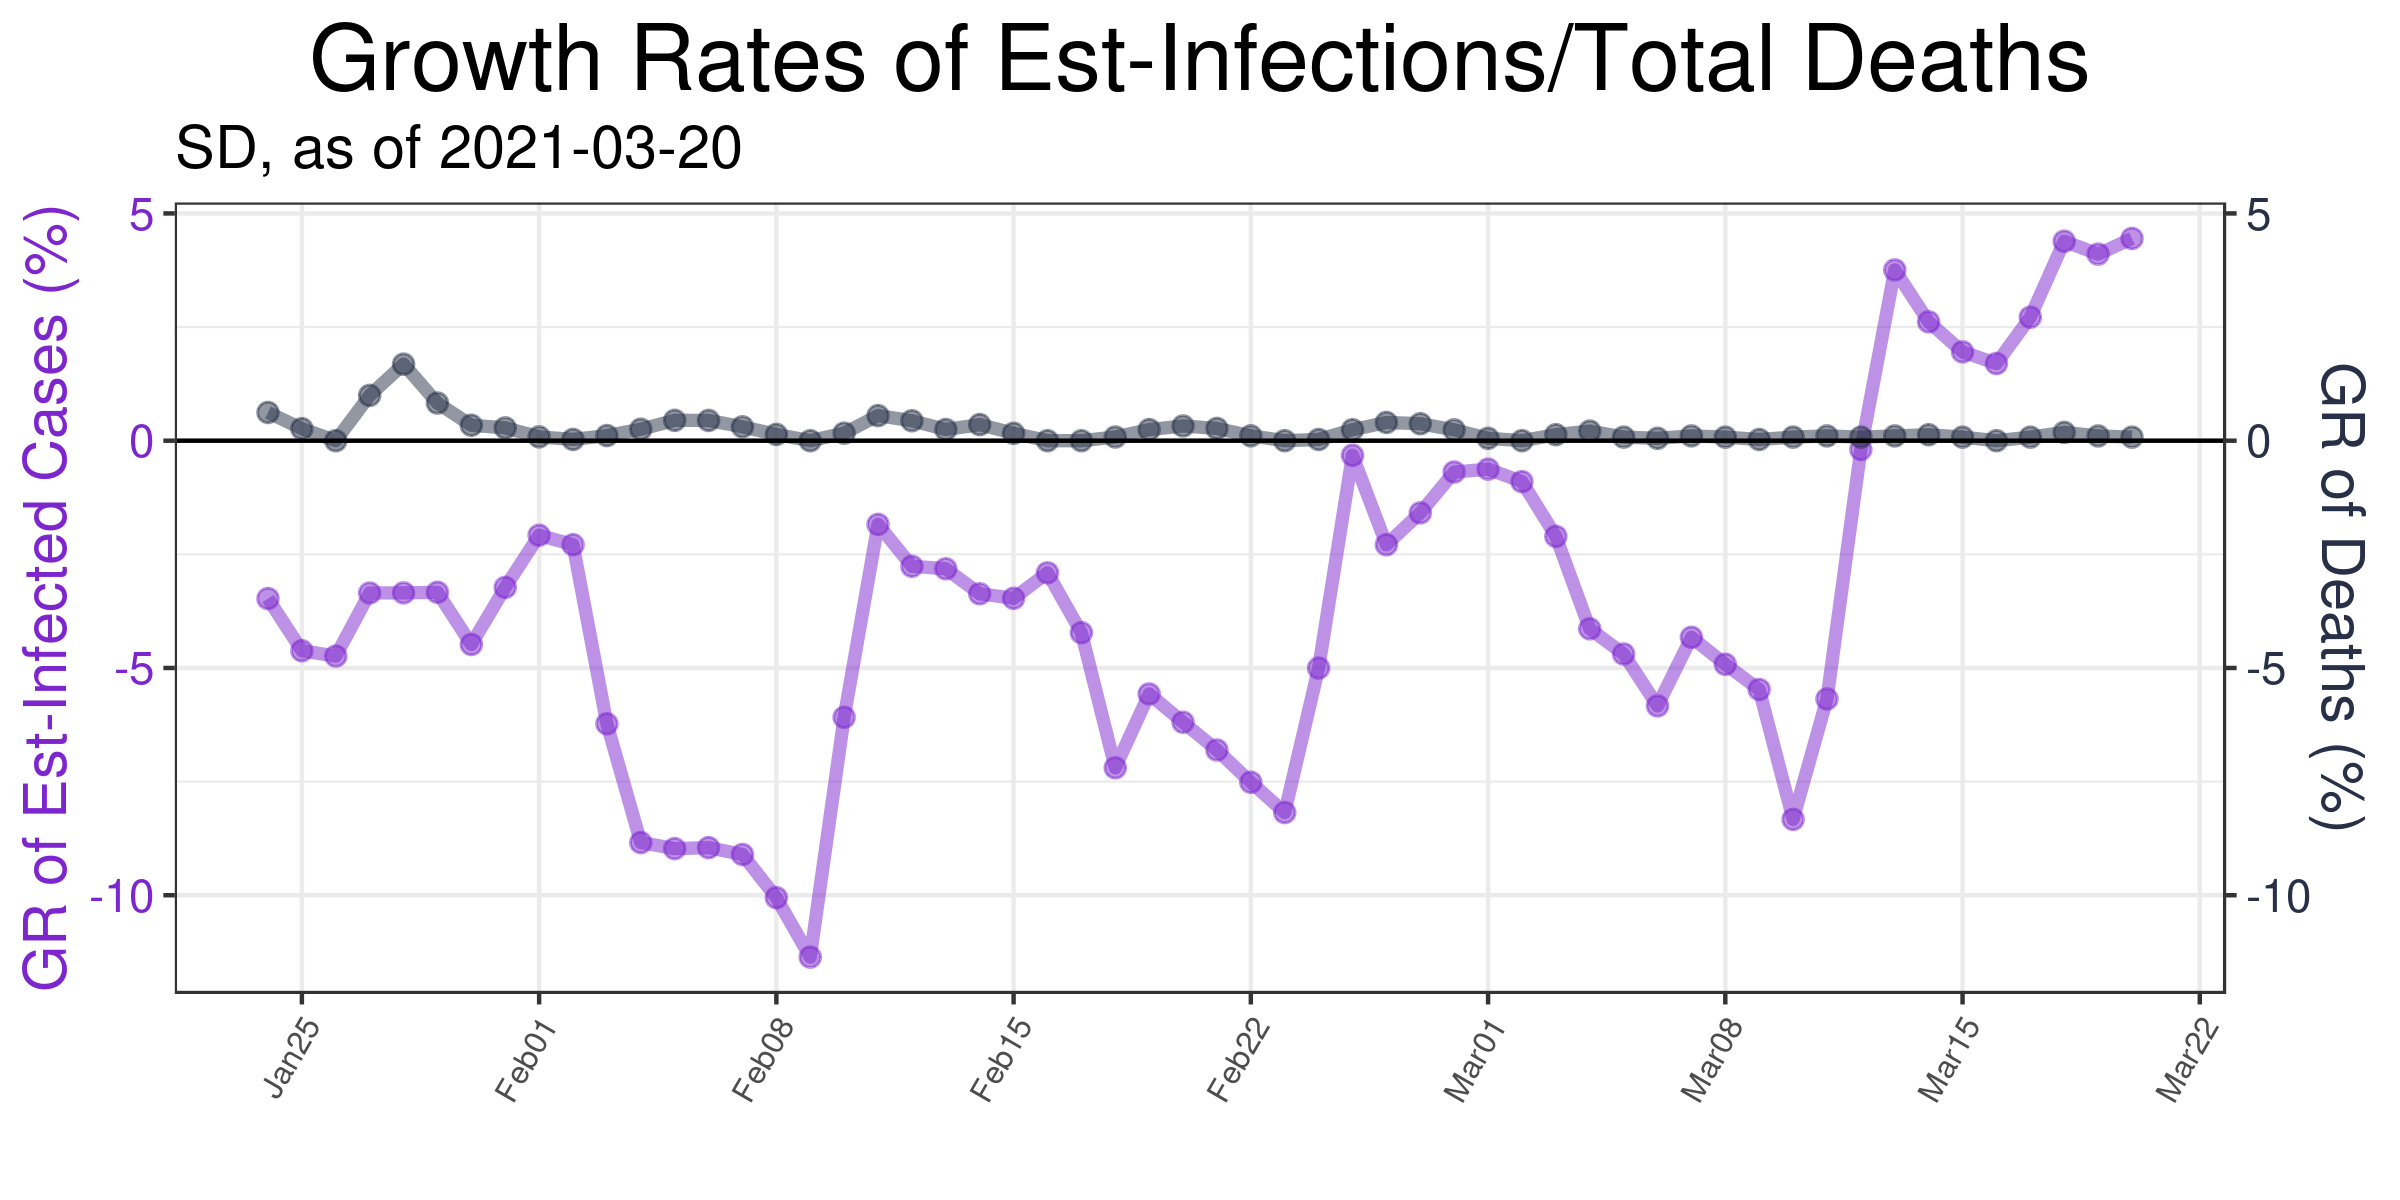 Growth Rates of Est-Infections/Total Deaths
SD, as of 2021-03-20
GR of Est-Infected Cases (%)
5
0
-5
-10
5
0
-5
-10
GR of Deaths (%)
Jan25
Feb01
Feb08
Feb15
Feb22
Mar01
Mar08
Mar15
Mar22